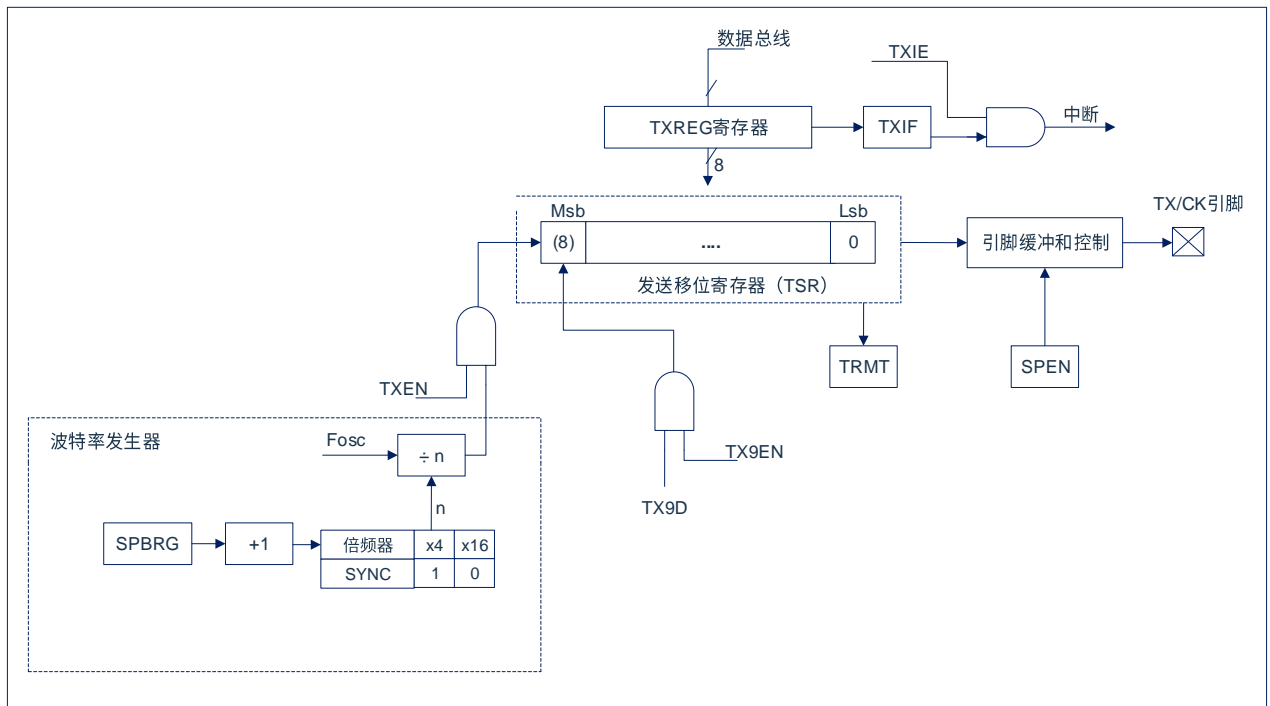 数据总线
TXIE
TXREG寄存器
TXIF
中断
8
Msb
Lsb
TX/CK引脚
(8)
....
0
引脚缓冲和控制
发送移位寄存器（TSR）
TRMT
SPEN
TXEN
波特率发生器
Fosc
÷ n
TX9EN
n
TX9D
SPBRG
+1
倍频器 x4 x16
SYNC 1 0